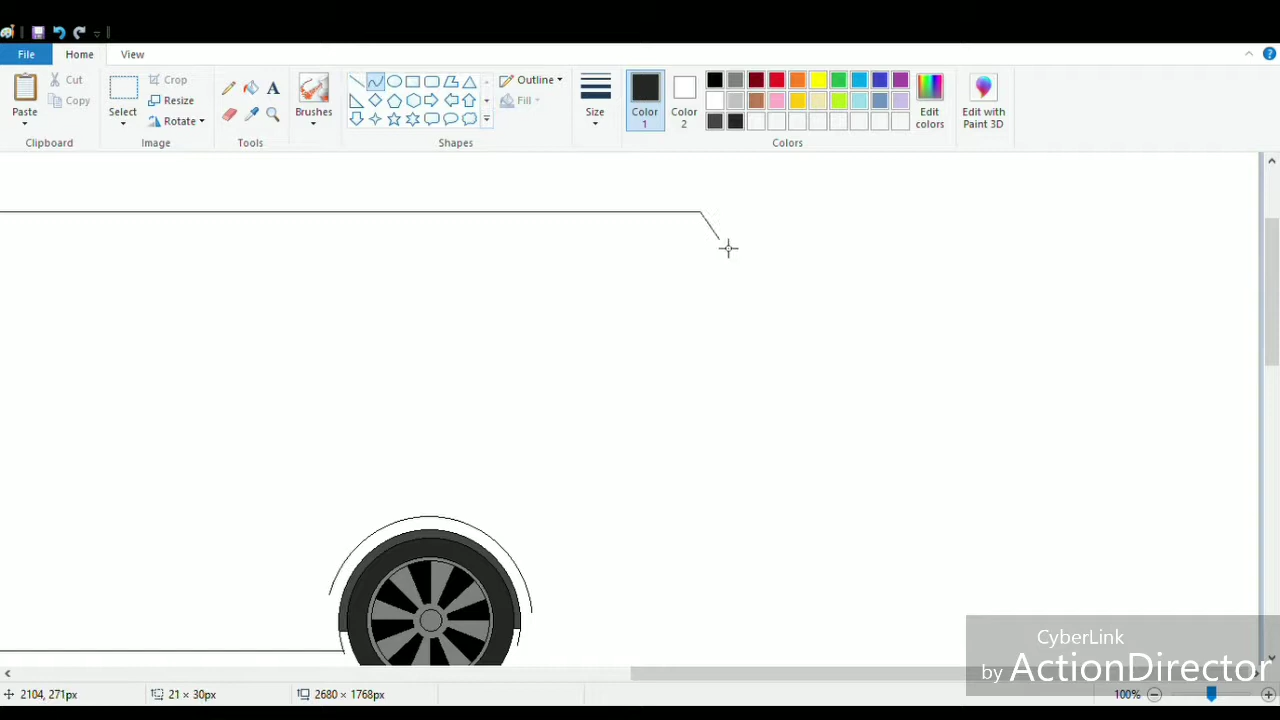 File Home View
Paste
Cut
Copy
Clipboard
Select
Crop
Resize
Rotate
Image
Tools
Brushes
Outline
Fill
Shapes
Size
Color
1
Color
2
Edit
colors
Colors
Edit with
Paint 3D
CyberLink
by ActionDirector
2104, 271px 21 × 30px 2680 × 1768px 100%